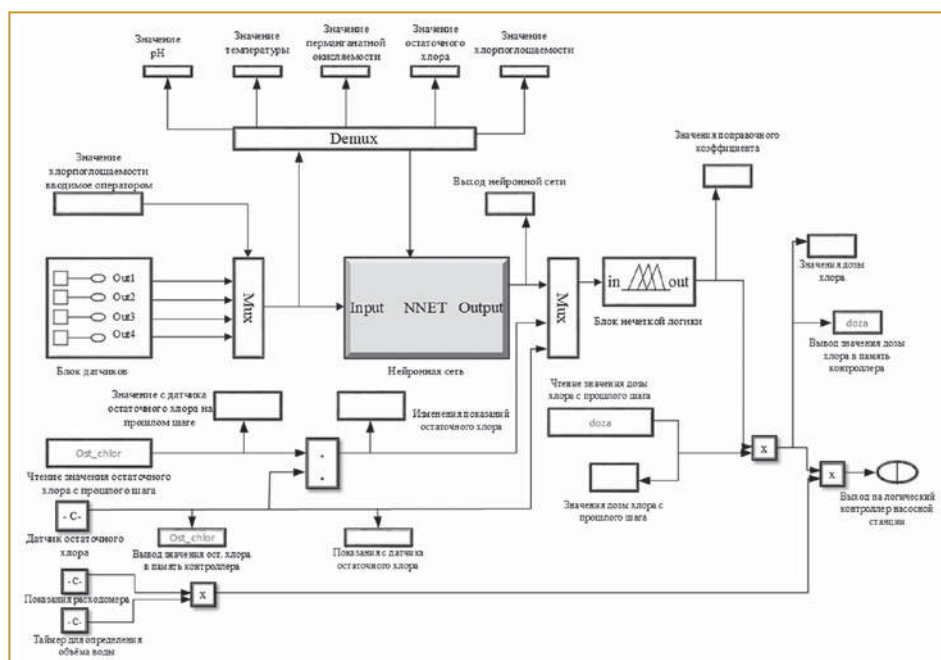 Значение
pH
Значение
температуры
Значение
перманганатной
окисляемости
Значение
остаточного
хлора
Значение
хлорпоглощаемости
Demux
Значение
хлорпоглощаемости
вводимое оператором
Выход нейронной сети
Значения поправочного
коэффициента
Out1
Out2
Out3
Out4
Блок датчиков
Mux
Input NNET Output
Нейронная сеть
Mux
in out
Блок нечеткой логики
Значения дозы
хлора
doza
Вывод значения дозы
хлора в память
контроллера
Значение с датчика
остаточного хлора на
прошлом шаге
Изменения показаний
остаточного хлора
Чтение значения дозы
хлора с прошлого шага
doza
Значения дозы хлора с
прошлого шага
x
x
Выход на логический
контроллер насосной
станции
Ost_chlor
Чтение значения остаточного
хлора с прошлого шага
- C-
Датчик остаточного
хлора
Ost_chlor
Вывод значения ост. хлора
в память контроллера
Показания с датчика
остаточного хлора
-C-
Показания расходомера
-C-
Таймер для определения
объёма воды
x